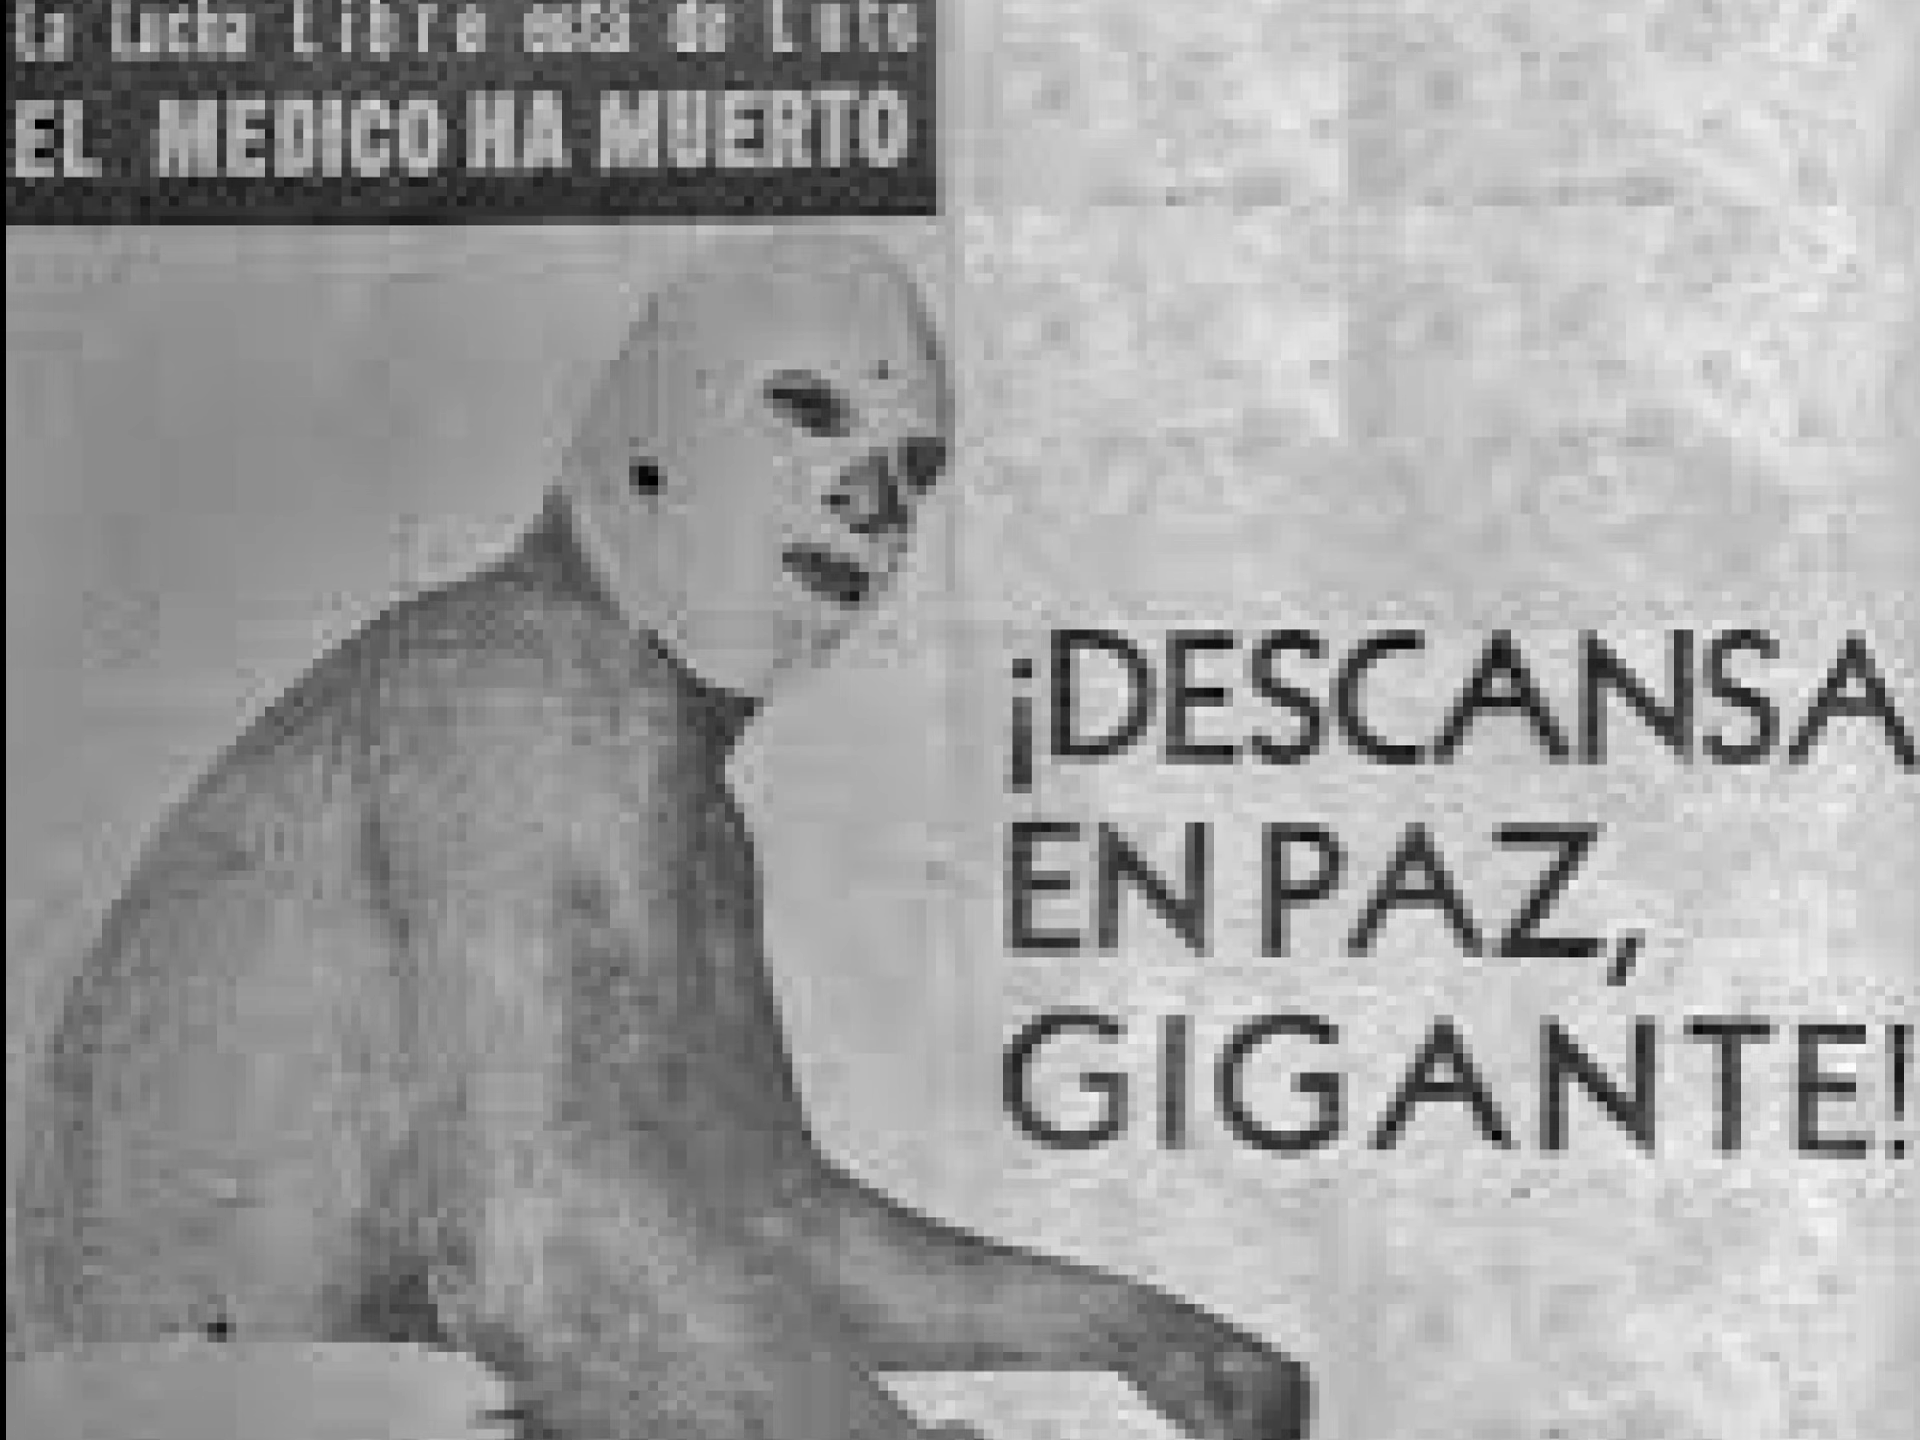 La Lucha Libre está de Luto
EL MEDICO HA MUERTO
¡DESCANSA
EN PAZ,
GIGANTE!